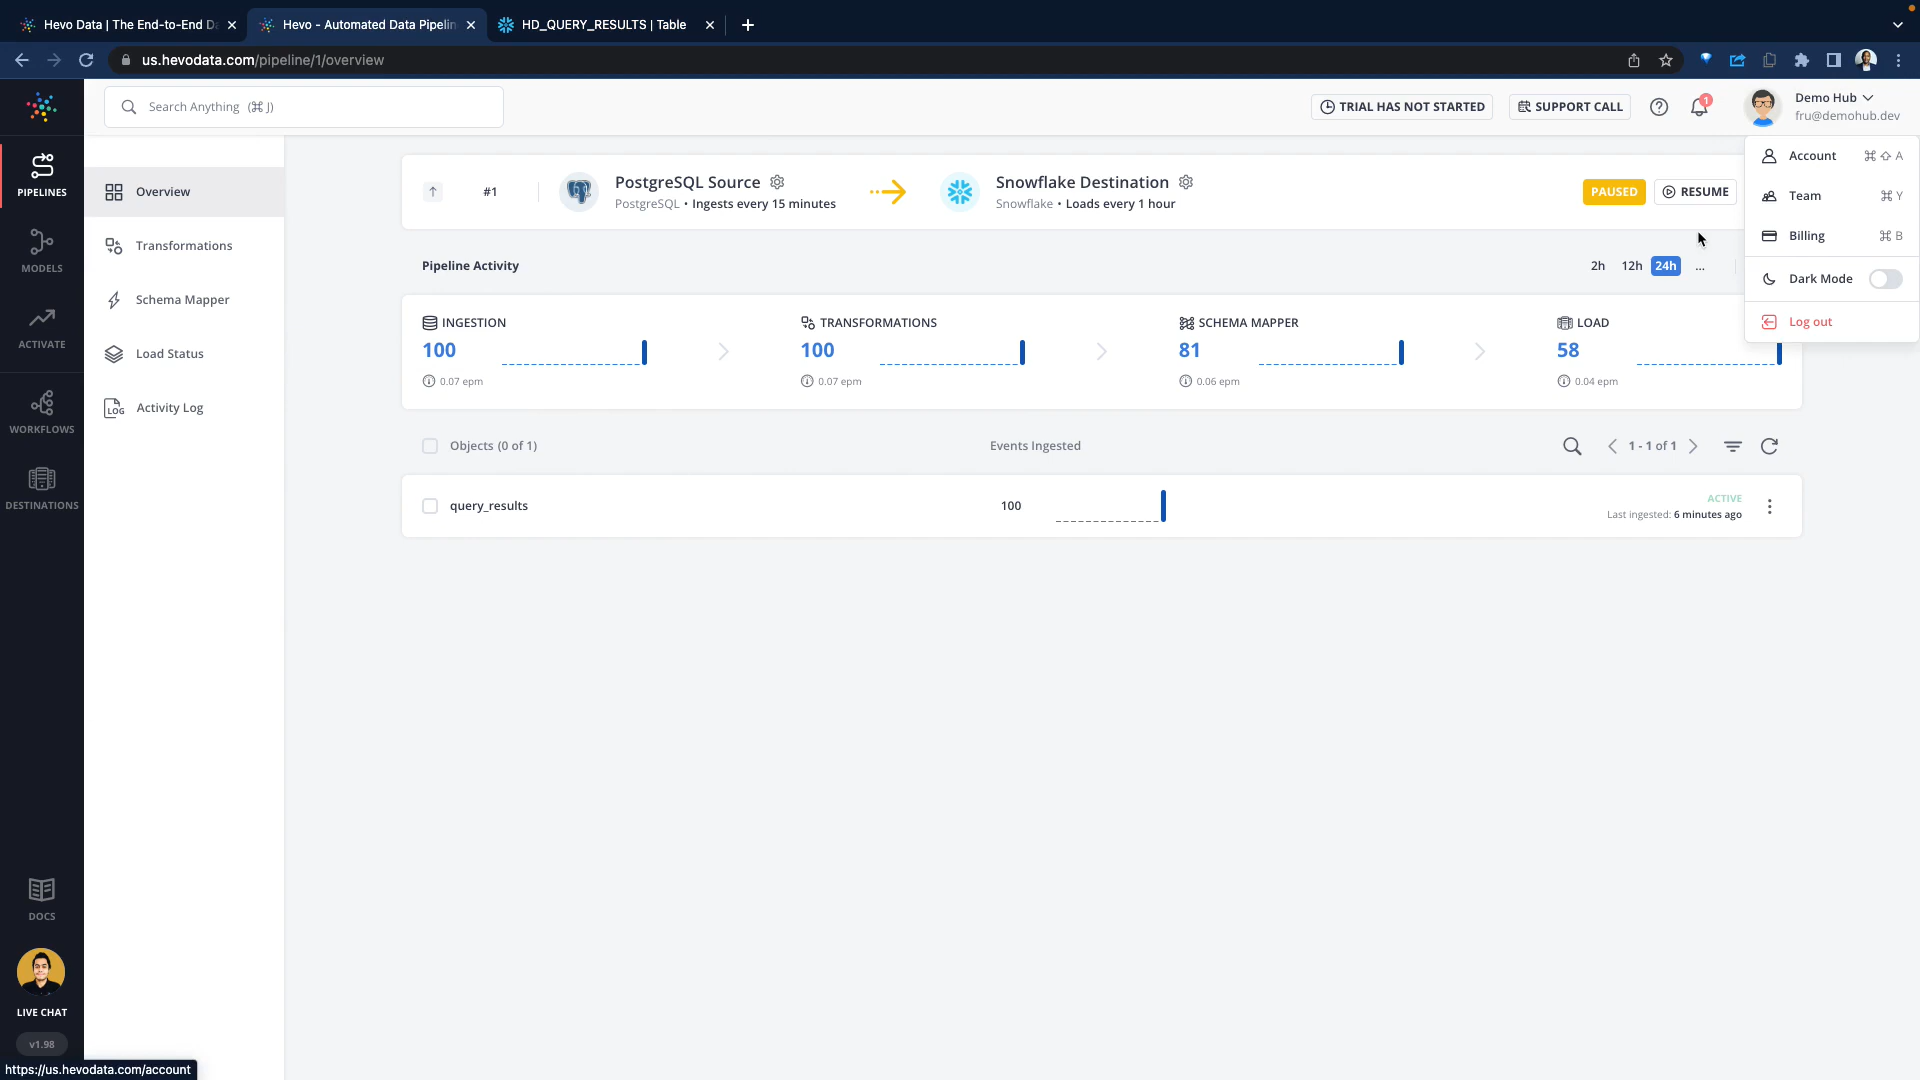 Hevo Data | The End-to-End D
Hevo - Automated Data Pipelin
HD_QUERY_RESULTS | Table
us.hevodata.com/pipeline/1/overview
Search Anything (⌘ J)
TRIAL HAS NOT STARTED
SUPPORT CALL
1
Demo Hub
fru@demohub.dev
PIPELINES
MODELS
ACTIVATE
WORKFLOWS
DESTINATIONS
DOCS
LIVE CHAT
v1.98
https://us.hevodata.com/account
Overview
Transformations
Schema Mapper
Load Status
LOG Activity Log
#1
PostgreSQL Source
PostgreSQL • Ingests every 15 minutes
Snowflake Destination
Snowflake • Loads every 1 hour
PAUSED
RESUME
Account ⌘ ⇧ A
Team ⌘ Y
Billing ⌘ B
Dark Mode
Log out
Pipeline Activity
2h 12h 24h ...
INGESTION
100
0.07 epm
TRANSFORMATIONS
100
0.07 epm
SCHEMA MAPPER
81
0.06 epm
LOAD
58
0.04 epm
Objects (0 of 1)
Events Ingested
1 - 1 of 1
query_results
100
ACTIVE
Last ingested: 6 minutes ago